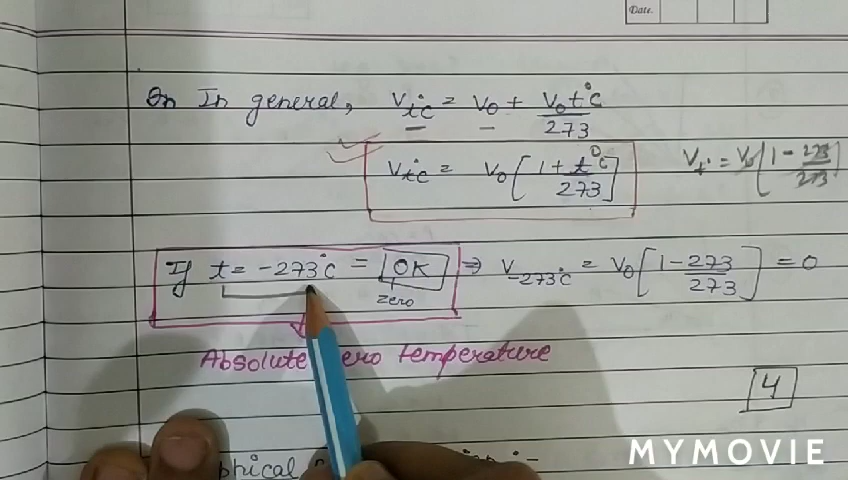 Date.
On In general, Vt°c = V0 + V0t°c/273
Vt°c = V0[1 + t°c/273]
Vt° = V0[1 - 273/273]
If t = -273°c = 0K ⇒ V-273°c = V0[1 - 273/273] = 0
zero
Absolute zero temperature
4
MYMOVIE